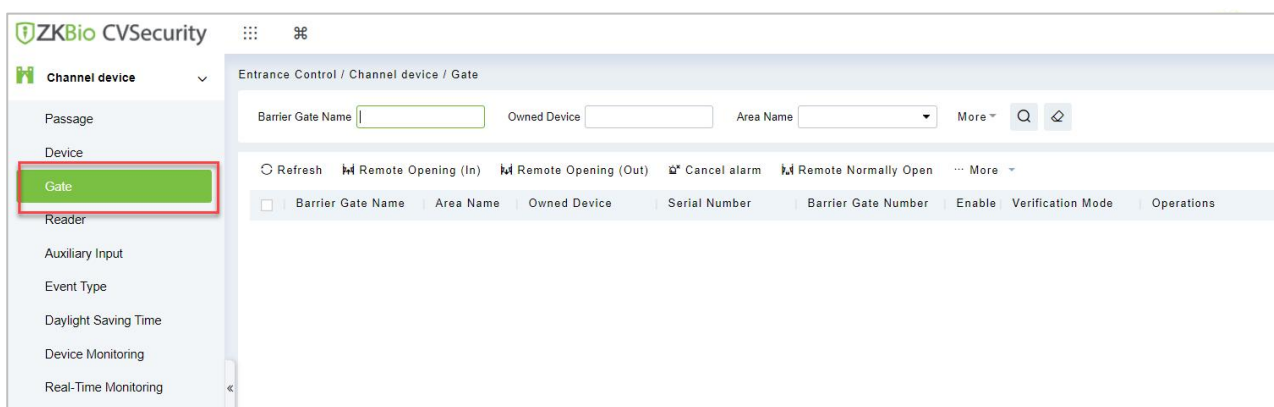 ZKBio CVSecurity
Channel device
Passage
Device
Gate
Reader
Auxiliary Input
Event Type
Daylight Saving Time
Device Monitoring
Real-Time Monitoring
Entrance Control / Channel device / Gate
Barrier Gate Name Owned Device Area Name More
Refresh Remote Opening (In) Remote Opening (Out) Cancel alarm Remote Normally Open ··· More
Barrier Gate Name Area Name Owned Device Serial Number Barrier Gate Number Enable Verification Mode Operations